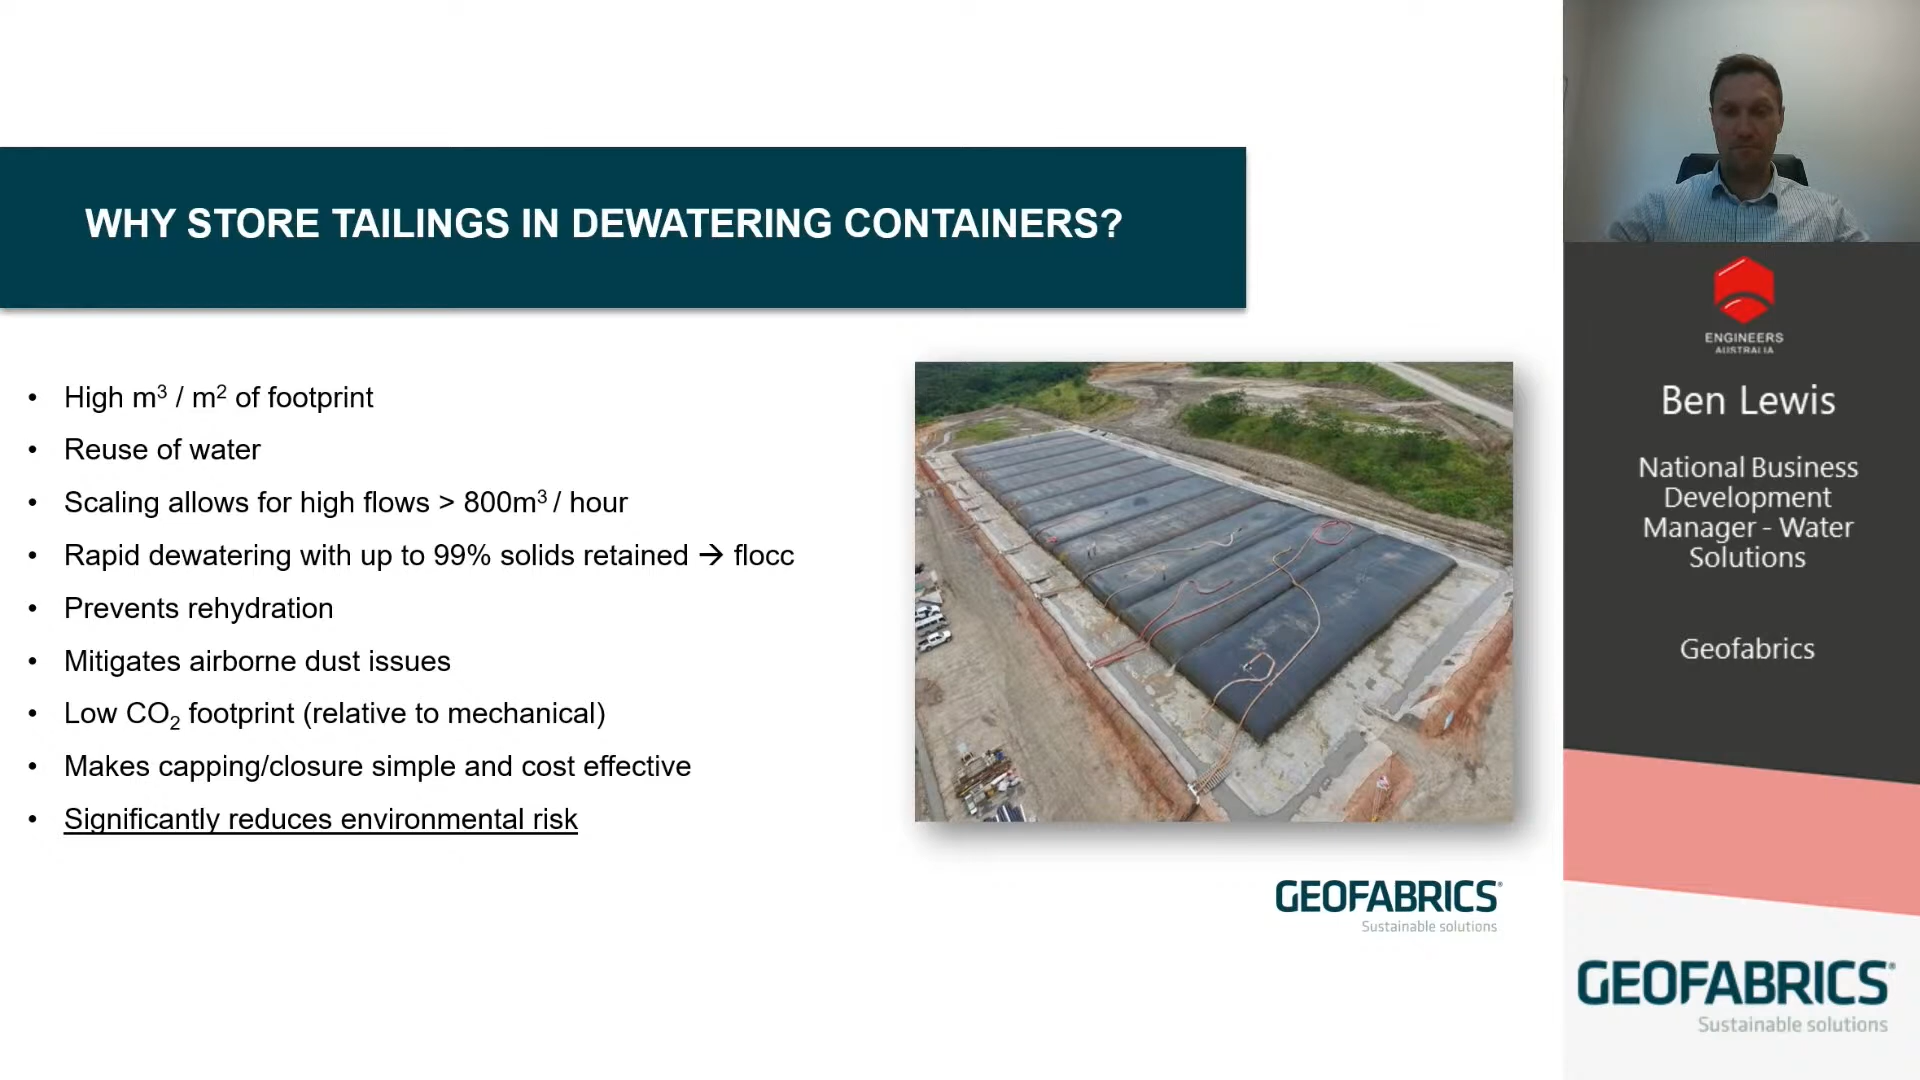 WHY STORE TAILINGS IN DEWATERING CONTAINERS?
• High m³ / m² of footprint
• Reuse of water
• Scaling allows for high flows > 800m³ / hour
• Rapid dewatering with up to 99% solids retained → flocc
• Prevents rehydration
• Mitigates airborne dust issues
• Low CO₂ footprint (relative to mechanical)
• Makes capping/closure simple and cost effective
• Significantly reduces environmental risk
GEOFABRICS®
Sustainable solutions
ENGINEERS
AUSTRALIA
Ben Lewis
National Business
Development
Manager - Water
Solutions
Geofabrics
GEOFABRICS®
Sustainable solutions